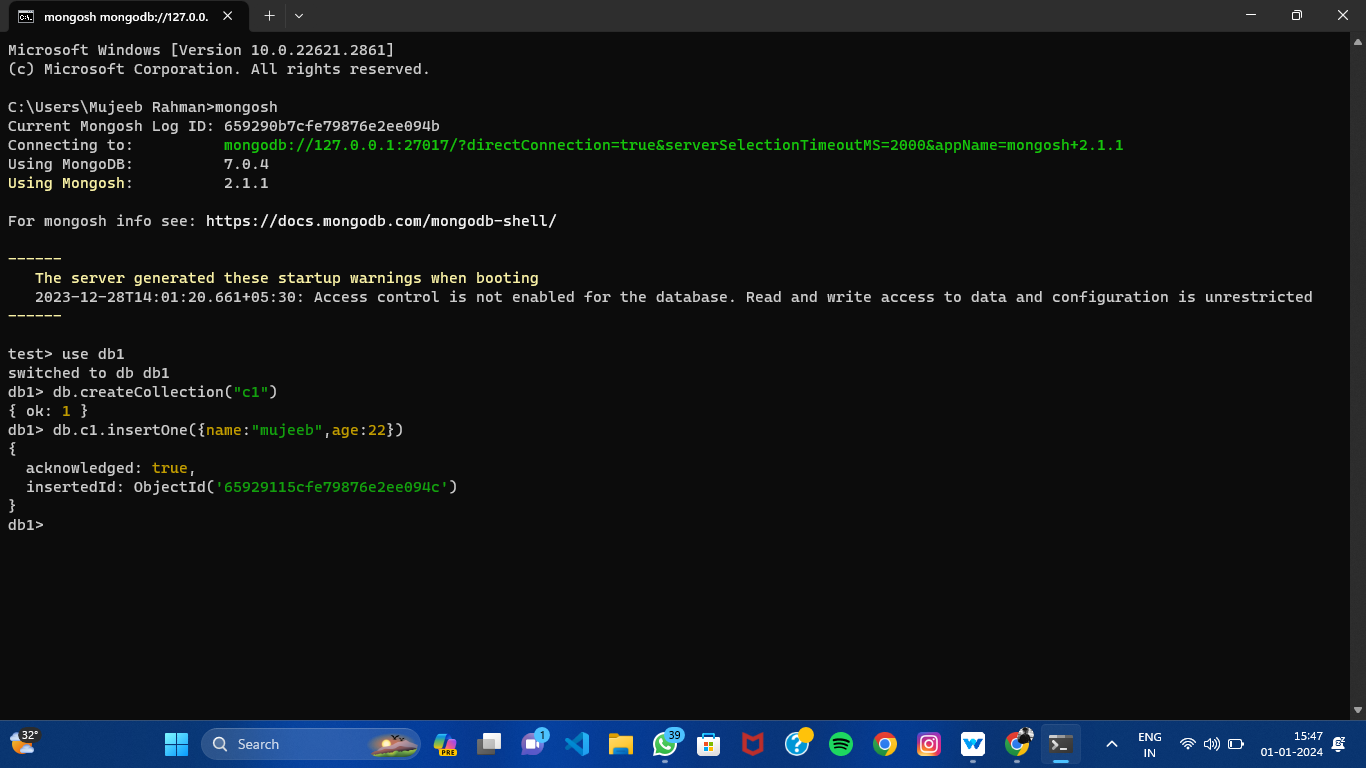 mongosh mongodb://127.0.0.
Microsoft Windows [Version 10.0.22621.2861]
(c) Microsoft Corporation. All rights reserved.
C:\Users\Mujeeb Rahman>mongosh
Current Mongosh Log ID: 659290b7cfe79876e2ee094b
Connecting to: mongodb://127.0.0.1:27017/?directConnection=true&serverSelectionTimeoutMS=2000&appName=mongosh+2.1.1
Using MongoDB: 7.0.4
Using Mongosh: 2.1.1
For mongosh info see: https://docs.mongodb.com/mongodb-shell/
------
The server generated these startup warnings when booting
2023-12-28T14:01:20.661+05:30: Access control is not enabled for the database. Read and write access to data and configuration is unrestricted
------
test> use db1
switched to db db1
db1> db.createCollection("c1")
{ ok: 1 }
db1> db.c1.insertOne({name:"mujeeb",age:22})
{
acknowledged: true,
insertedId: ObjectId('65929115cfe79876e2ee094c')
}
db1>
32°
Search
PRE
1
39
ENG
IN
15:47
01-01-2024